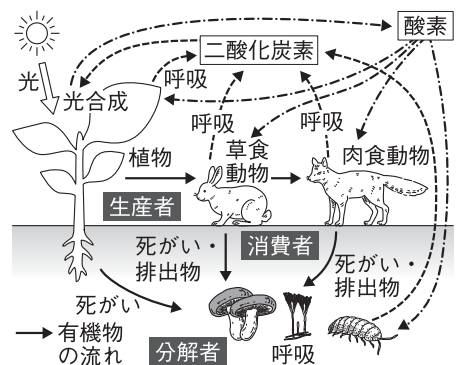 酸素
二酸化炭素
光
光合成
呼吸
呼吸
呼吸
植物
草食
動物
肉食動物
生産者
消費者
死がい・
排出物
死がい・
排出物
死がい
有機物
の流れ
分解者
呼吸